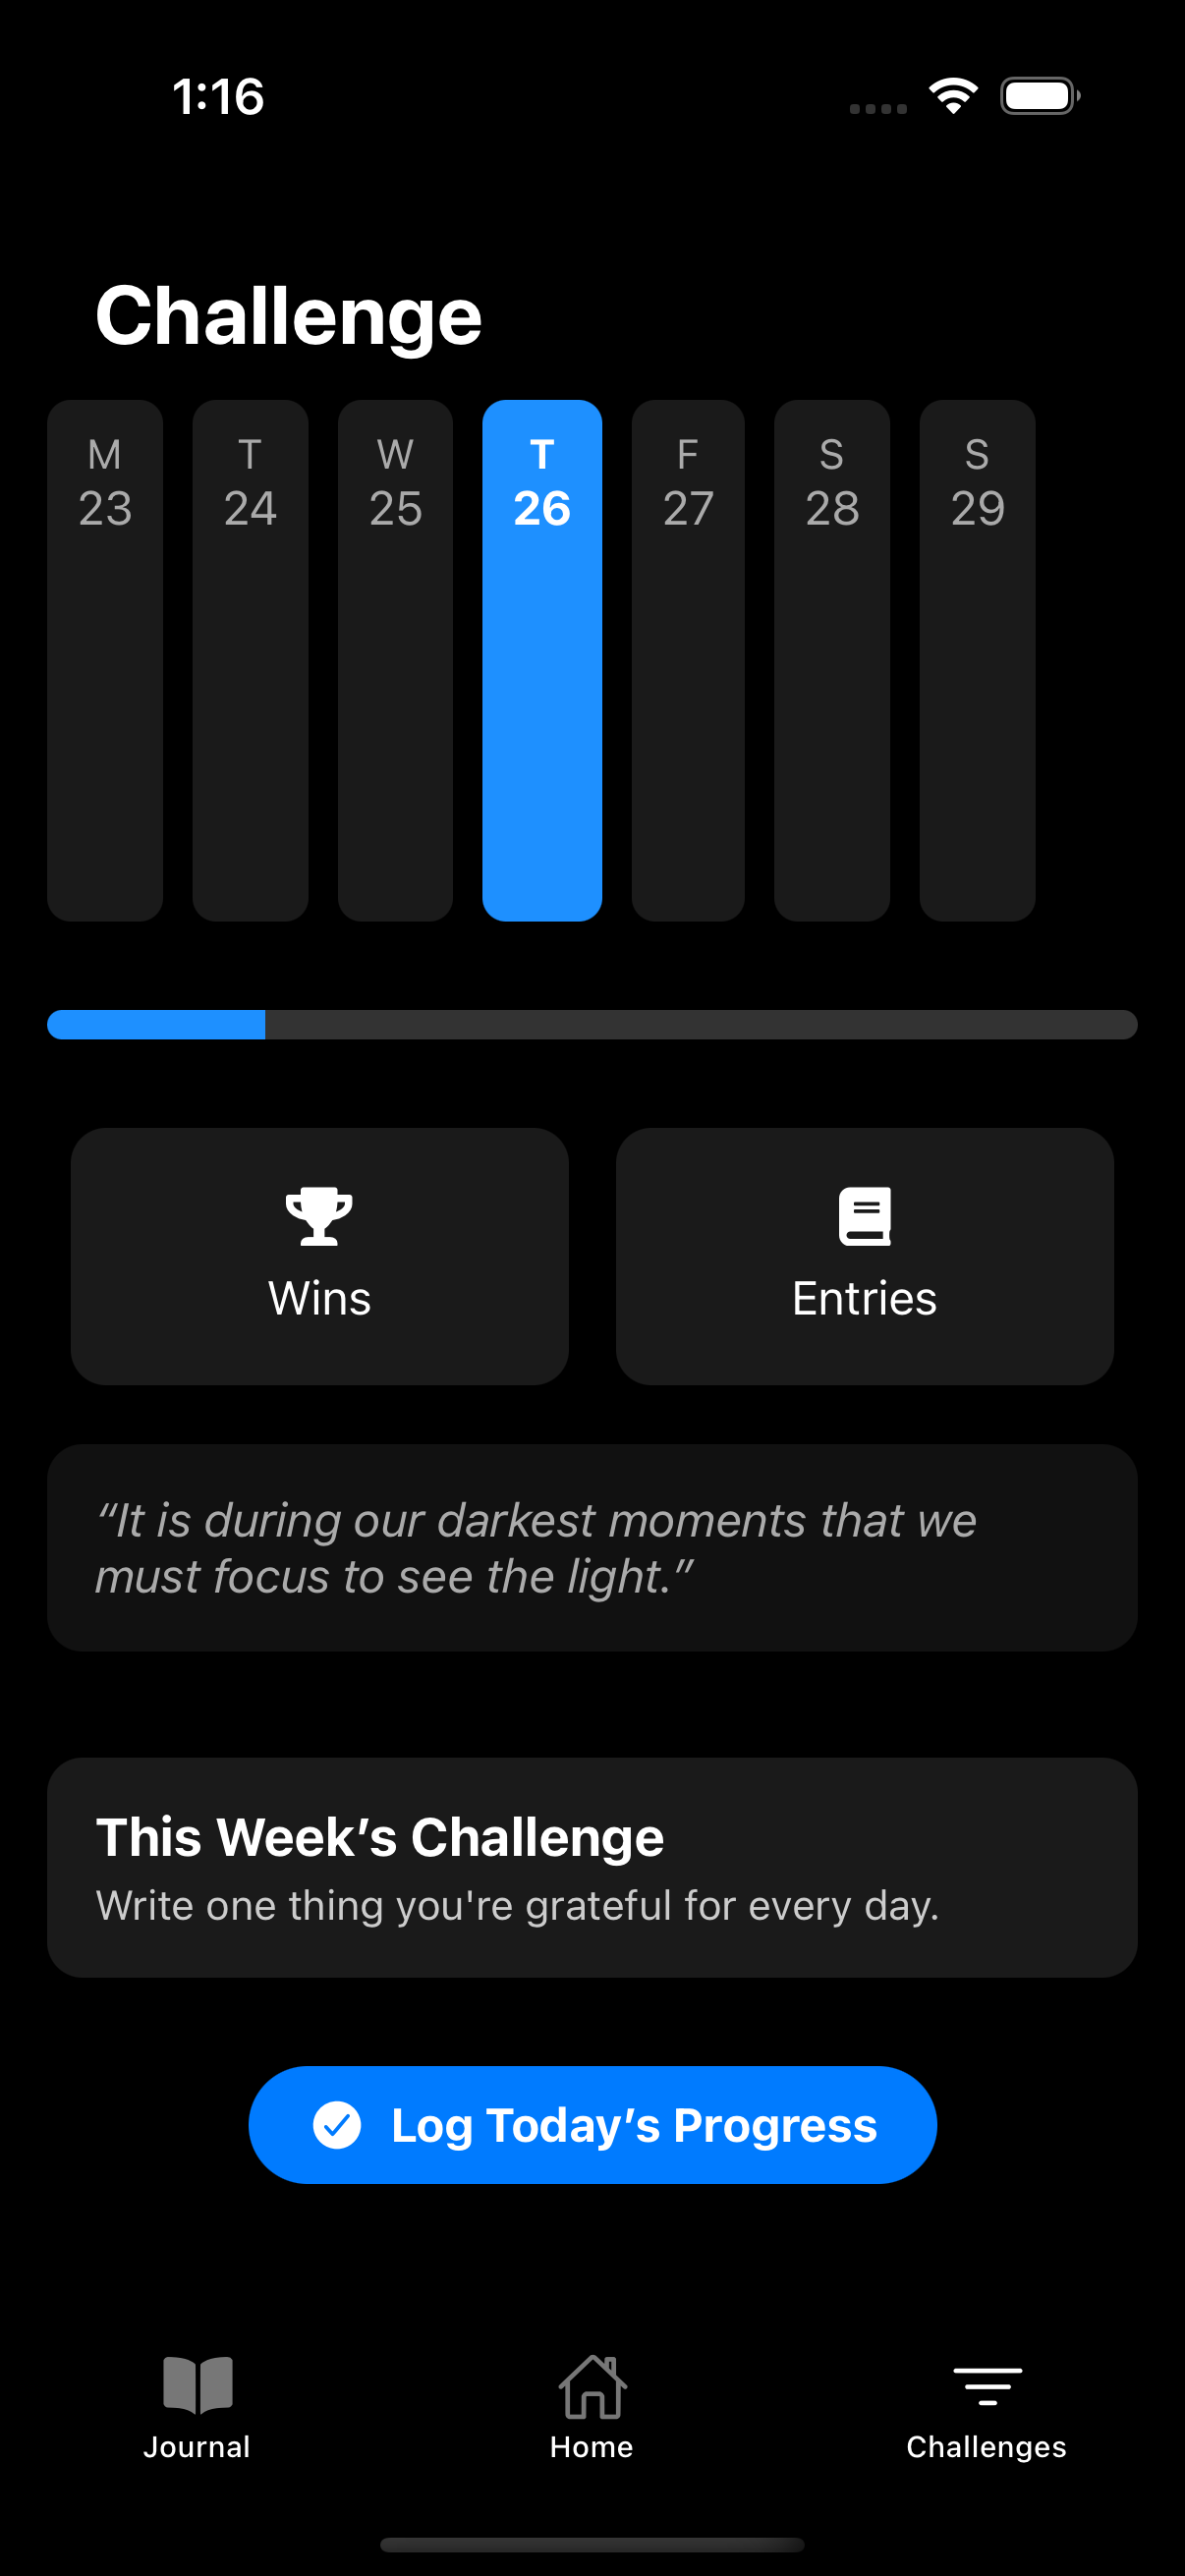 1:16
Challenge
M T W T F S S
23 24 25 26 27 28 29
Wins Entries
“It is during our darkest moments that we
must focus to see the light.”
This Week’s Challenge
Write one thing you're grateful for every day.
Log Today’s Progress
Journal Home Challenges